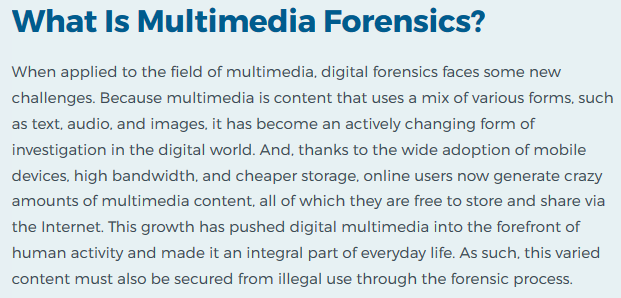 What Is Multimedia Forensics?
When applied to the field of multimedia, digital forensics faces some new
challenges. Because multimedia is content that uses a mix of various forms, such
as text, audio, and images, it has become an actively changing form of
investigation in the digital world. And, thanks to the wide adoption of mobile
devices, high bandwidth, and cheaper storage, online users now generate crazy
amounts of multimedia content, all of which they are free to store and share via
the Internet. This growth has pushed digital multimedia into the forefront of
human activity and made it an integral part of everyday life. As such, this varied
content must also be secured from illegal use through the forensic process.